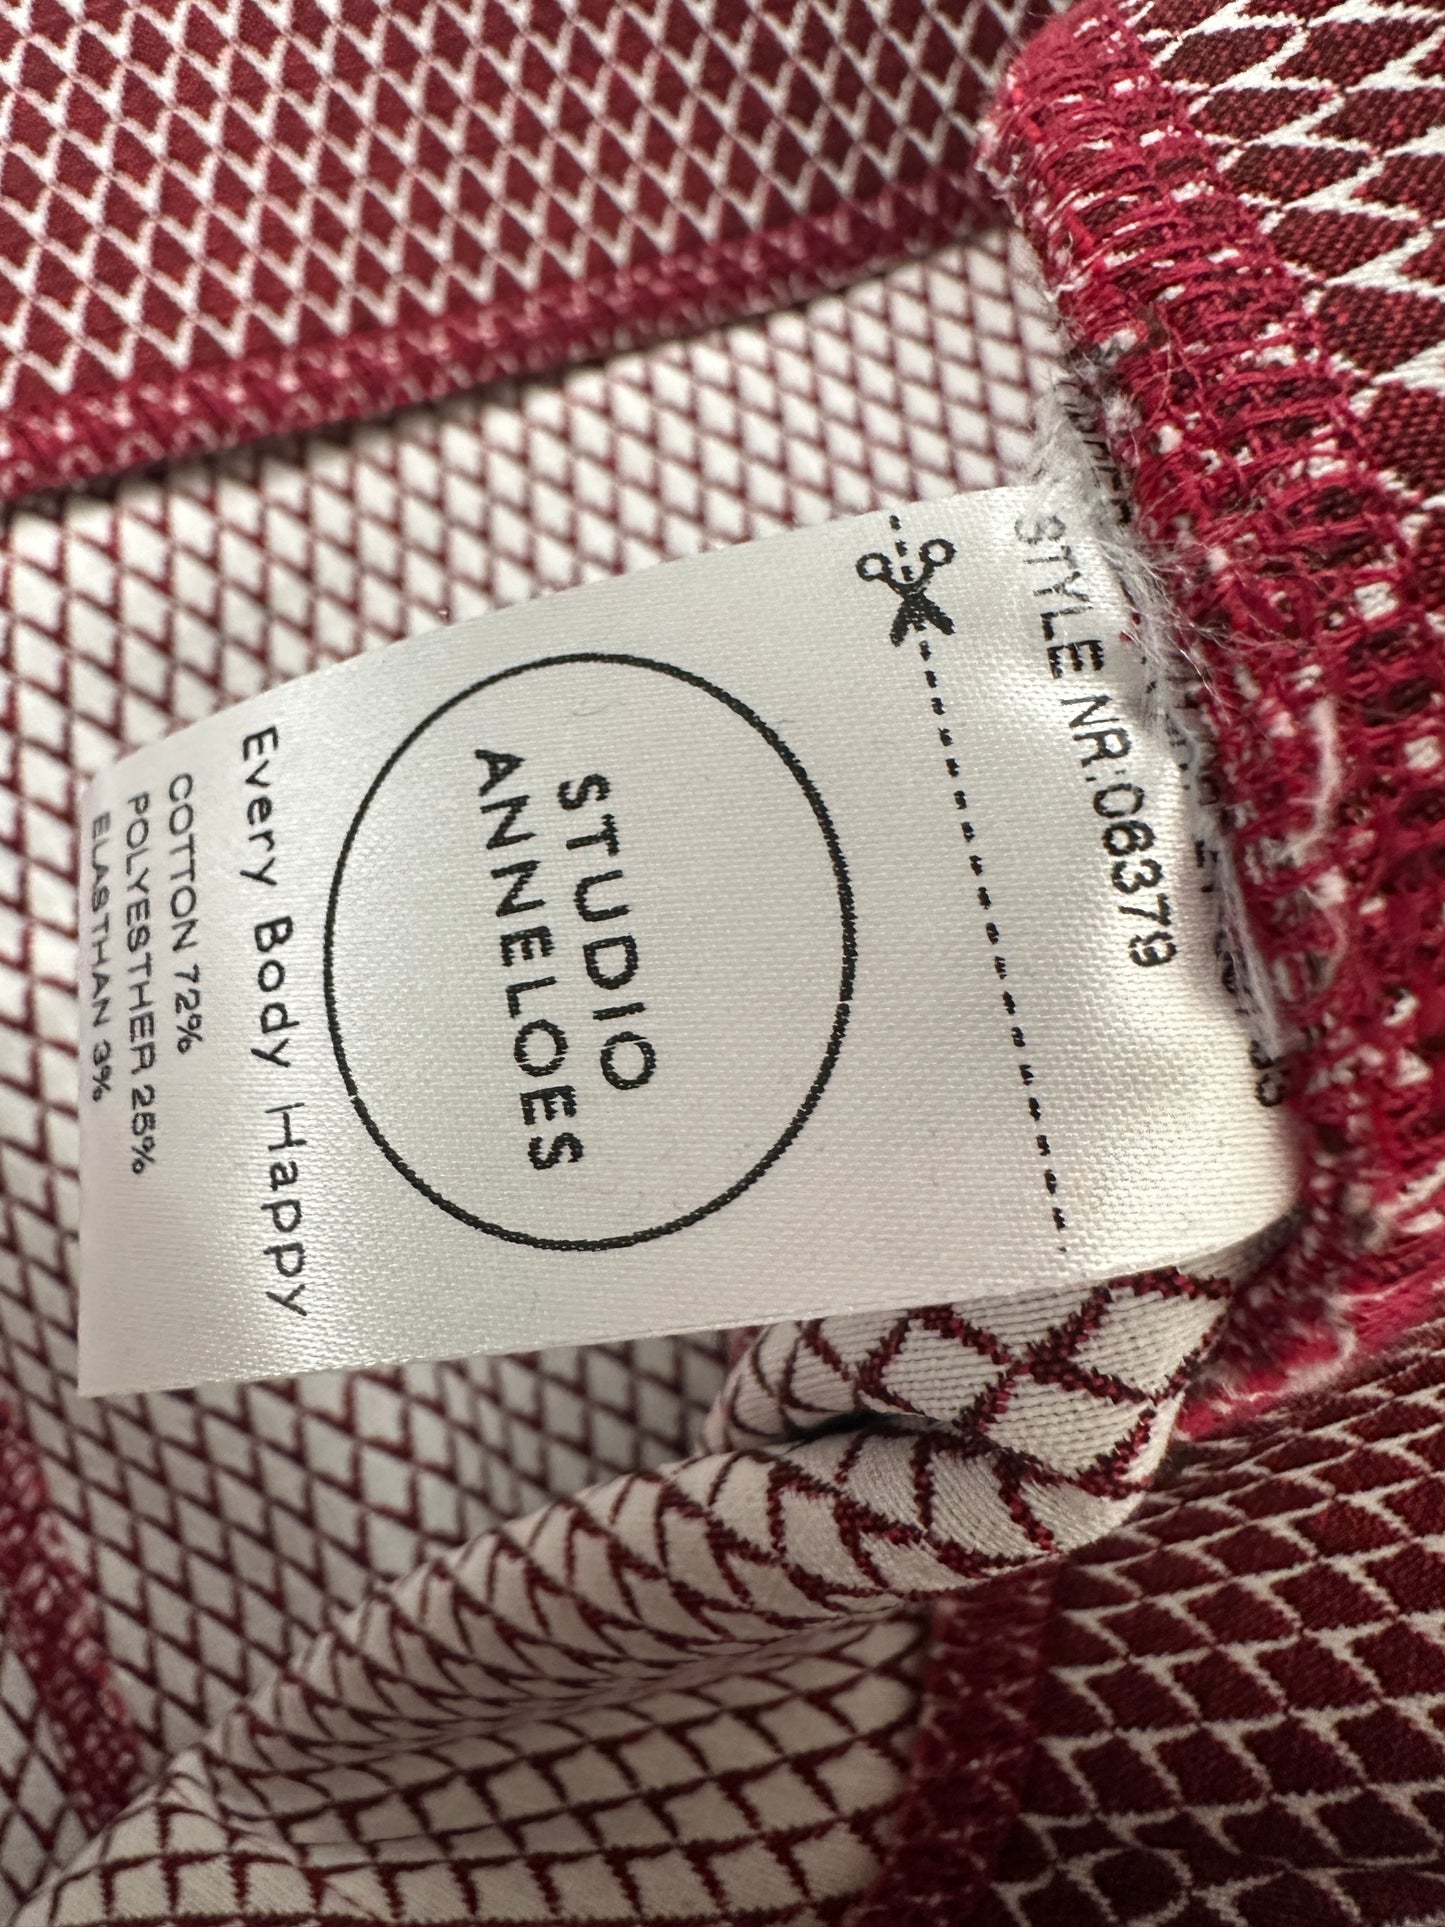 STYLE NR:06379
STUDIO
ANNELOES
Every Body Happy
COTTON 72%
POLYESTHER 25%
ELASTHAN 3%